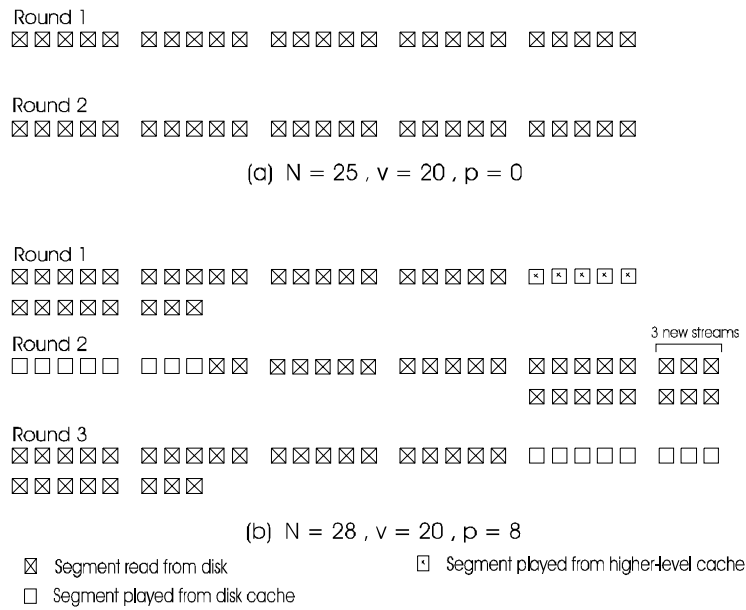 Round 1
Round 2
(a) N = 25 , v = 20 , p = 0
Round 1
3 new streams
Round 2
Round 3
(b) N = 28 , v = 20 , p = 8
Segment read from disk
Segment played from higher-level cache
Segment played from disk cache